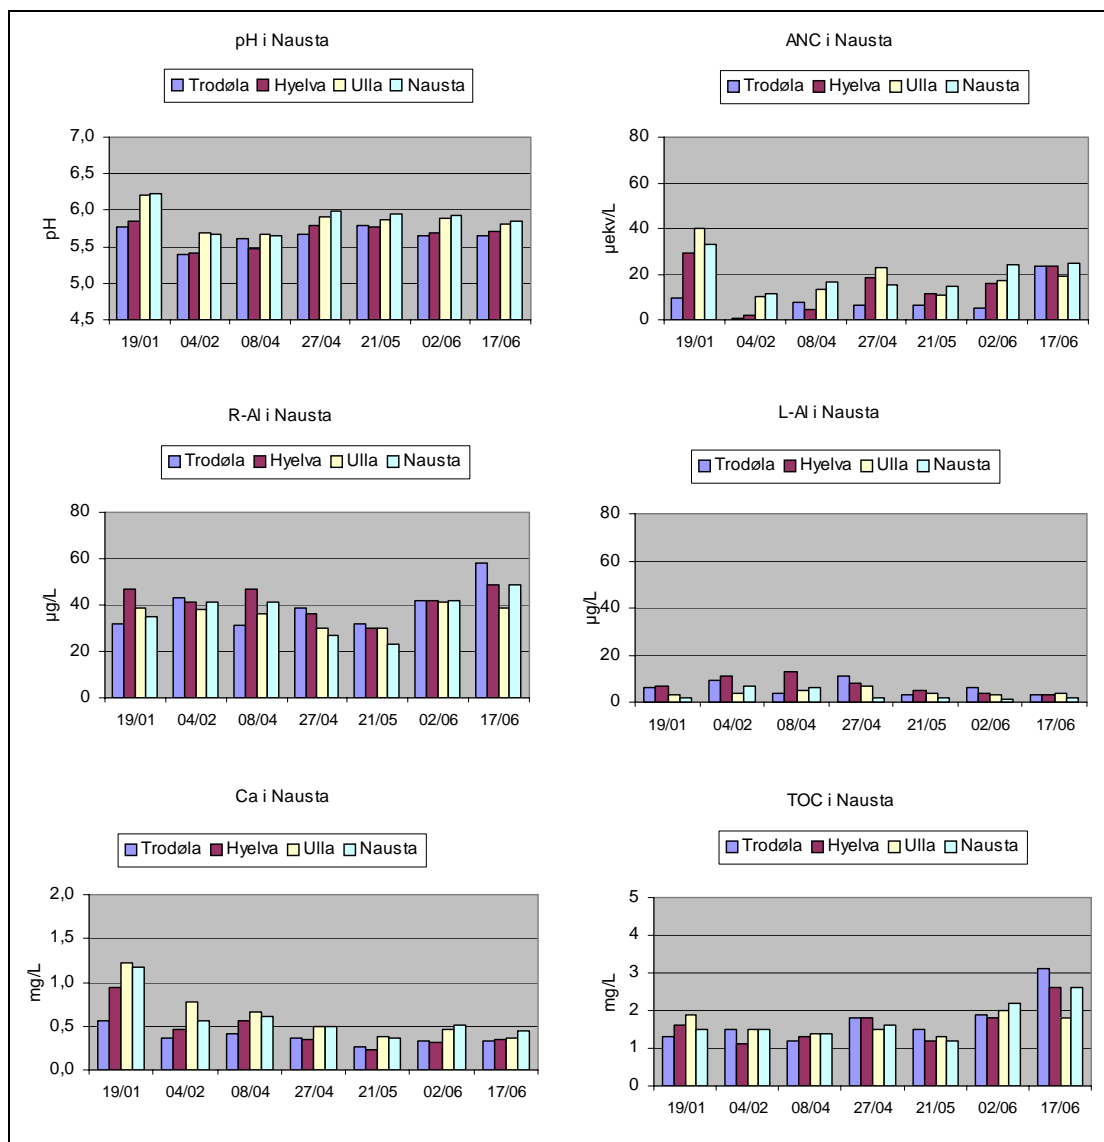 pH i Nausta
Trodøla Hyelva Ulla Nausta
7,0
6,5
6,0
5,5
5,0
4,5
pH
19/01 04/02 08/04 27/04 21/05 02/06 17/06
ANC i Nausta
Trodøla Hyelva Ulla Nausta
80
60
40
20
0
µekv/L
19/01 04/02 08/04 27/04 21/05 02/06 17/06
R-Al i Nausta
Trodøla Hyelva Ulla Nausta
80
60
40
20
0
µg/L
19/01 04/02 08/04 27/04 21/05 02/06 17/06
L-Al i Nausta
Trodøla Hyelva Ulla Nausta
80
60
40
20
0
µg/L
19/01 04/02 08/04 27/04 21/05 02/06 17/06
Ca i Nausta
Trodøla Hyelva Ulla Nausta
2,0
1,5
1,0
0,5
0,0
mg/L
19/01 04/02 08/04 27/04 21/05 02/06 17/06
TOC i Nausta
Trodøla Hyelva Ulla Nausta
5
4
3
2
1
0
mg/L
19/01 04/02 08/04 27/04 21/05 02/06 17/06